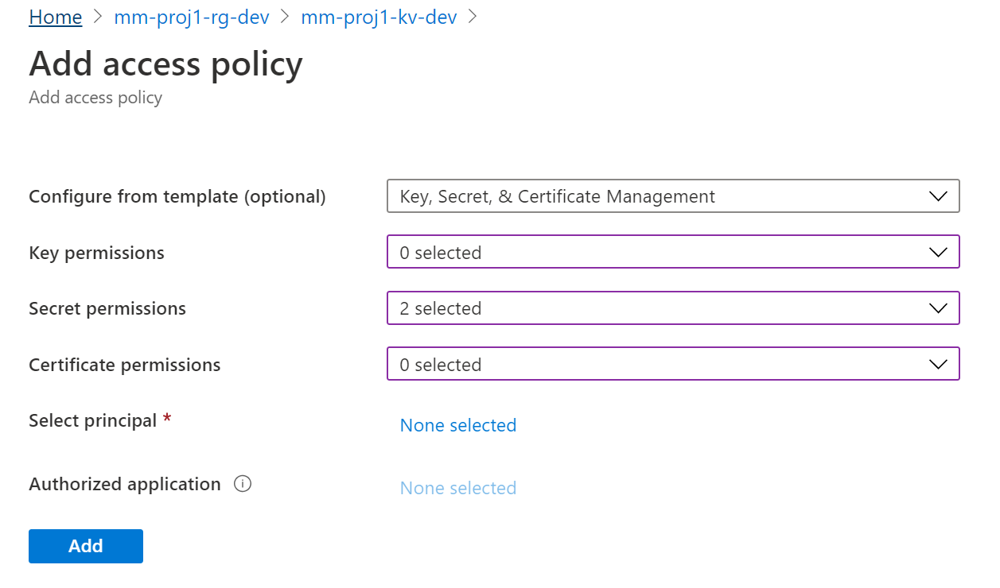 Home > mm-proj1-rg-dev > mm-proj1-kv-dev >
Add access policy
Add access policy
Configure from template (optional) Key, Secret, & Certificate Management
Key permissions 0 selected
Secret permissions 2 selected
Certificate permissions 0 selected
Select principal * None selected
Authorized application None selected
Add